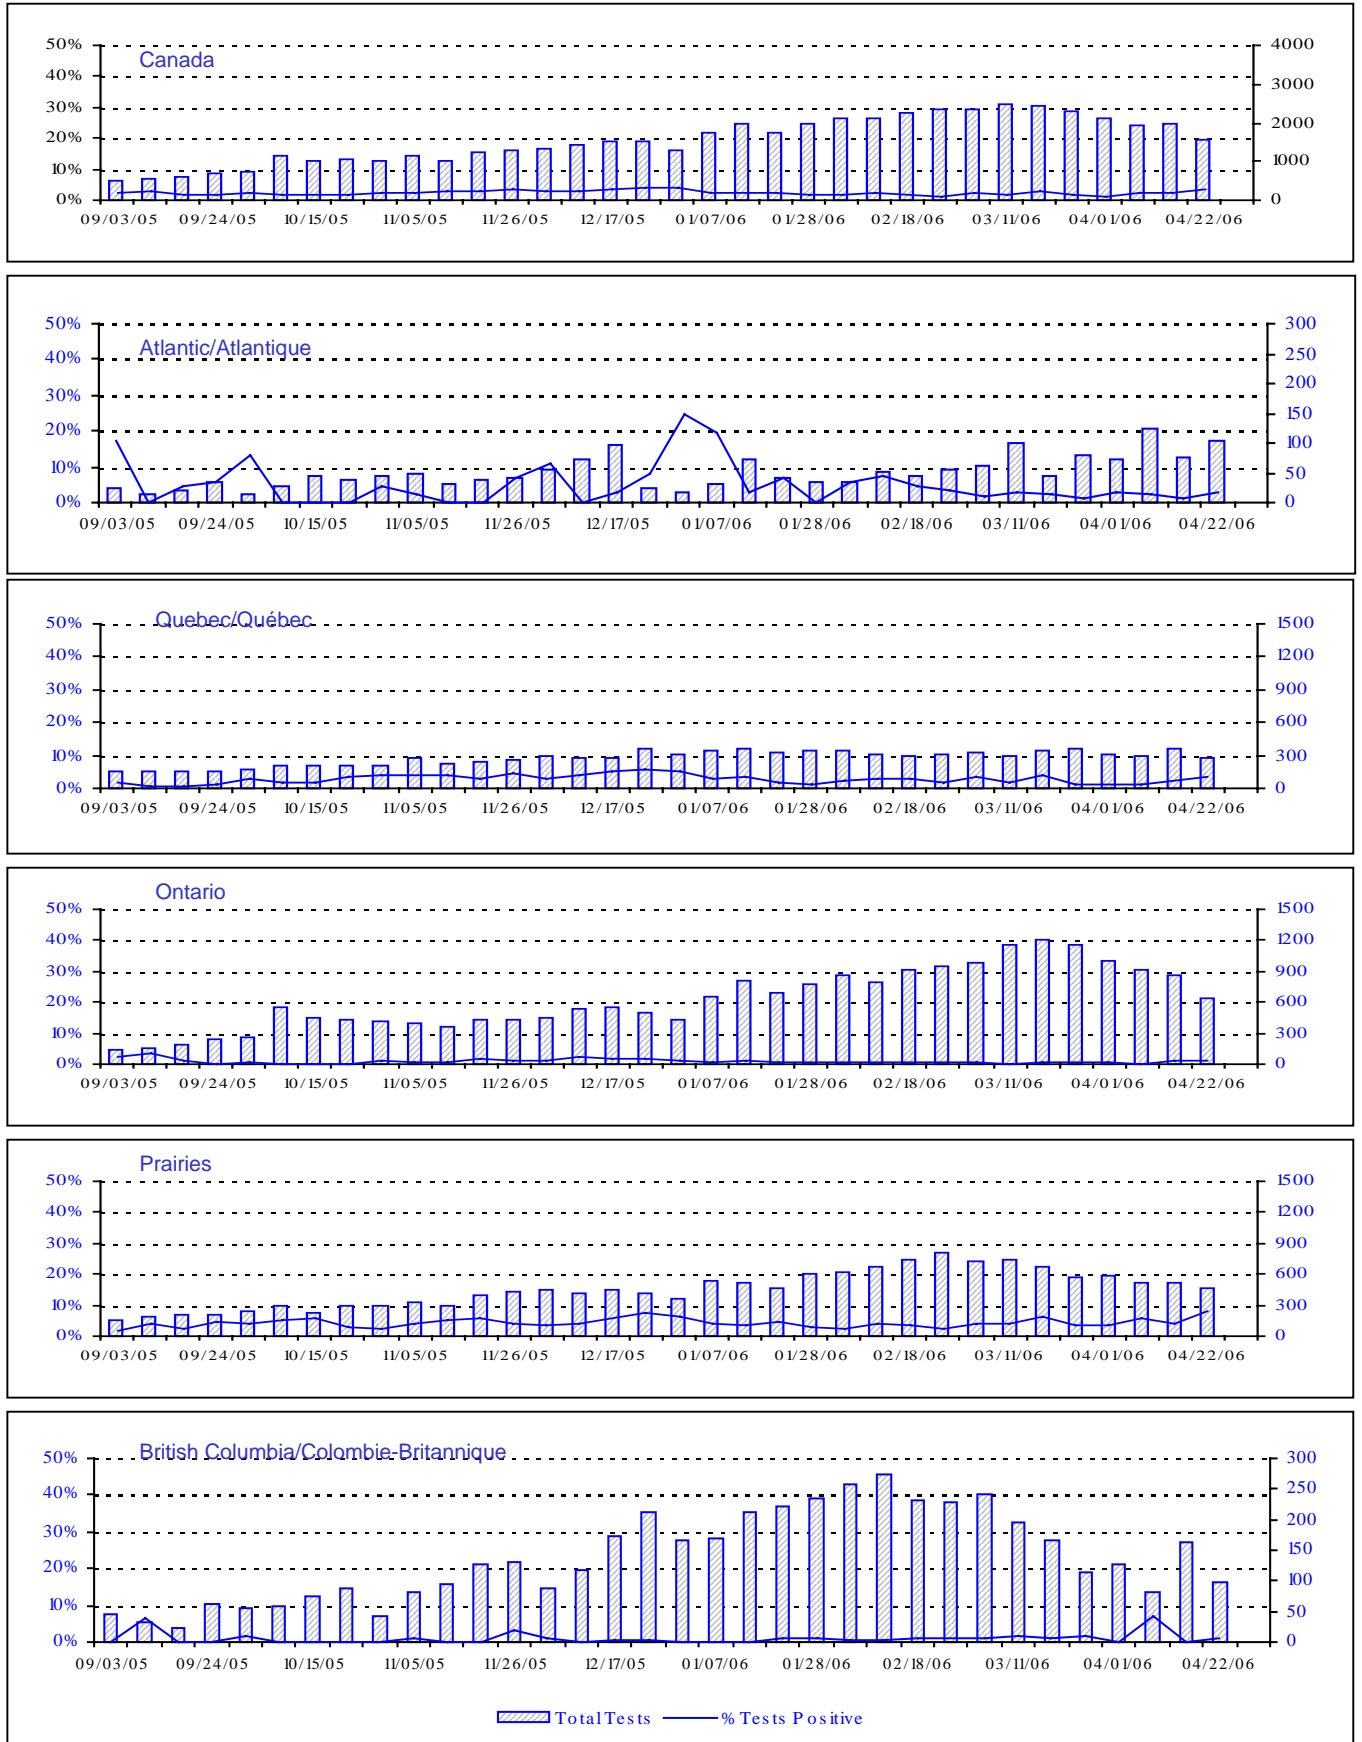 Canada
50% 4000
40% 3000
30% 2000
20%
10% 1000
0% 0
09/03/05 09/24/05 10/15/05 11/05/05 11/26/05 12/17/05 01/07/06 01/28/06 02/18/06 03/11/06 04/01/06 04/22/06
Atlantic/Atlantique
50% 300
250
40% 200
30% 150
20% 100
10% 50
0% 0
09/03/05 09/24/05 10/15/05 11/05/05 11/26/05 12/17/05 01/07/06 01/28/06 02/18/06 03/11/06 04/01/06 04/22/06
Quebec/Québec
50% 1500
40% 1200
30% 900
20% 600
10% 300
0% 0
09/03/05 09/24/05 10/15/05 11/05/05 11/26/05 12/17/05 01/07/06 01/28/06 02/18/06 03/11/06 04/01/06 04/22/06
Ontario
50% 1500
40% 1200
30% 900
20% 600
10% 300
0% 0
09/03/05 09/24/05 10/15/05 11/05/05 11/26/05 12/17/05 01/07/06 01/28/06 02/18/06 03/11/06 04/01/06 04/22/06
Prairies
50% 1500
40% 1200
30% 900
20% 600
10% 300
0% 0
09/03/05 09/24/05 10/15/05 11/05/05 11/26/05 12/17/05 01/07/06 01/28/06 02/18/06 03/11/06 04/01/06 04/22/06
British Columbia/Colombie-Britannique
50% 300
40% 250
200
30% 150
20% 100
10% 50
0% 0
09/03/05 09/24/05 10/15/05 11/05/05 11/26/05 12/17/05 01/07/06 01/28/06 02/18/06 03/11/06 04/01/06 04/22/06
Total Tests % Tests Positive